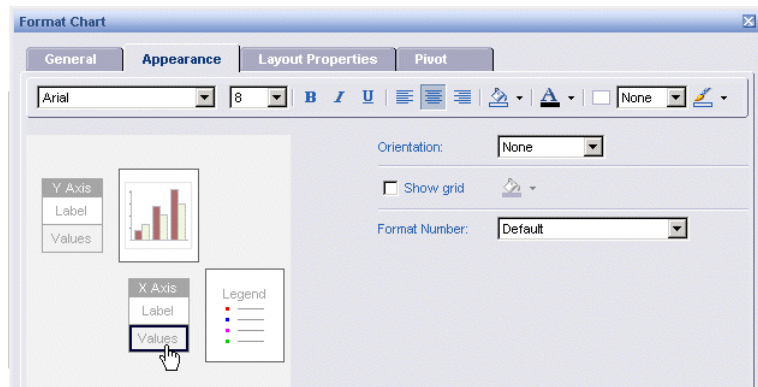 Format Chart
General Appearance Layout Properties Pivot
Arial 8 B I U A None
Orientation: None
Show grid
Format Number: Default
Y Axis
Label
Values
X Axis
Label
Values
Legend